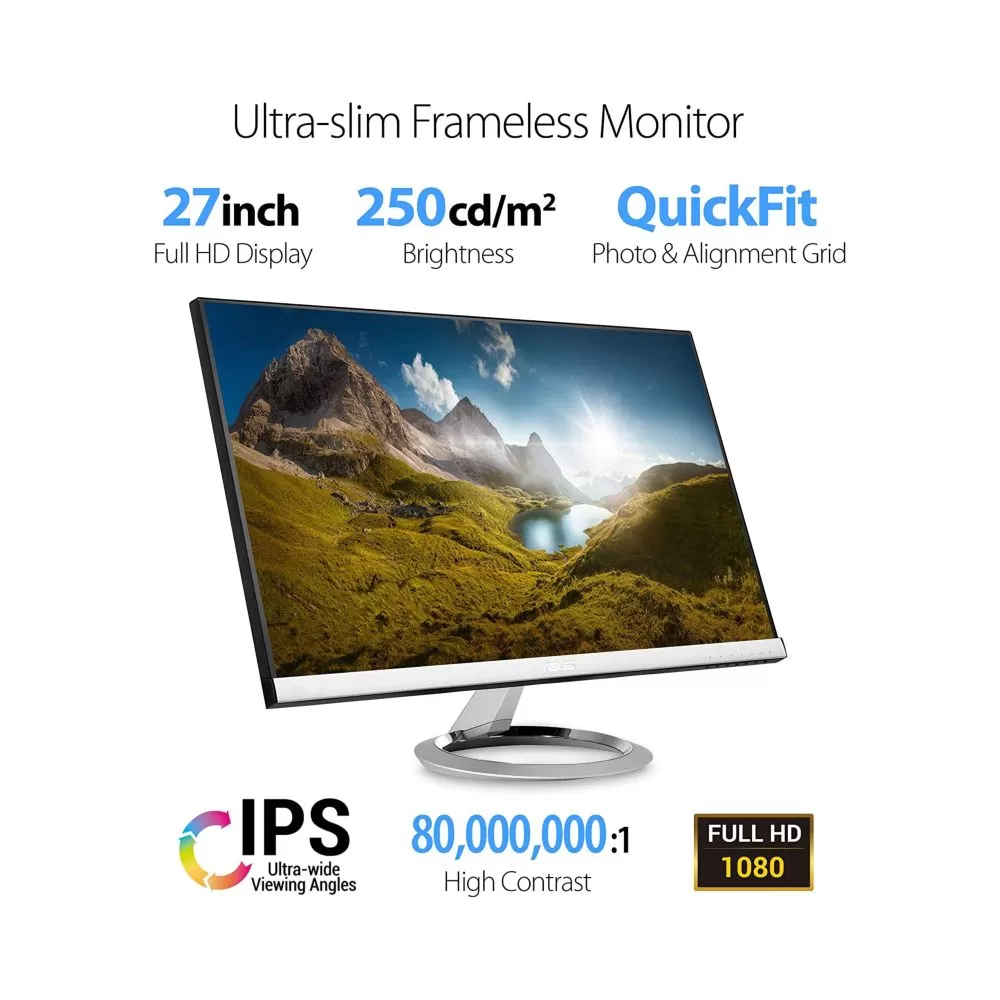 Ultra-slim Frameless Monitor
27inch
Full HD Display
250cd/m²
Brightness
QuickFit
Photo & Alignment Grid
ASUS
IPS
Ultra-wide
Viewing Angles
80,000,000:1
High Contrast
FULL HD
1080